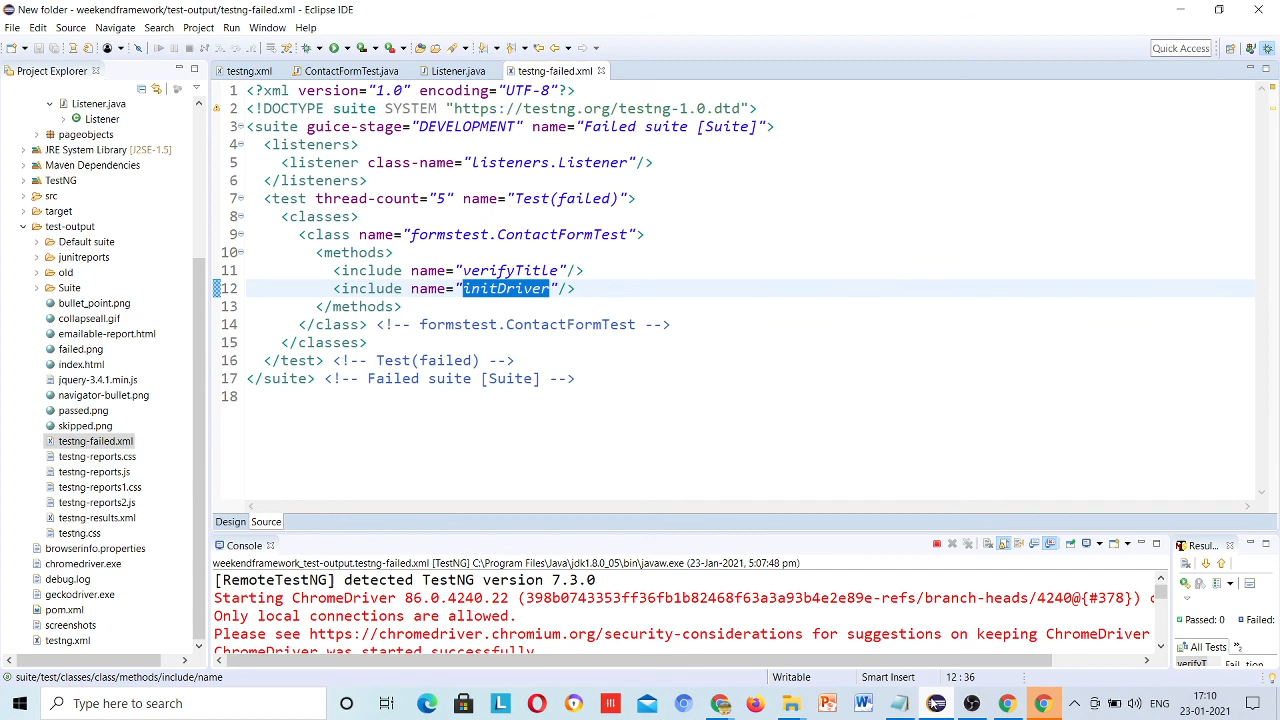 New folder - weekendframework/test-output/testng-failed.xml - Eclipse IDE
File Edit Source Navigate Search Project Run Window Help
Quick Access
Project Explorer
testng.xml
ContactFormTest.java
Listener.java
testng-failed.xml
Listener.java
Listener
pageobjects
JRE System Library [J2SE-1.5]
Maven Dependencies
TestNG
src
target
test-output
Default suite
junitreports
old
Suite
bullet_point.png
collapseall.gif
emailable-report.html
failed.png
index.html
jquery-3.4.1.min.js
navigator-bullet.png
passed.png
skipped.png
testng-failed.xml
testng-reports.css
testng-reports.js
testng-reports1.css
testng-reports2.js
testng-results.xml
testng.css
browserinfo.properties
chromedriver.exe
debug.log
geckodriver.exe
pom.xml
screenshots
testng.xml
1 <?xml version="1.0" encoding="UTF-8"?>
2 <!DOCTYPE suite SYSTEM "https://testng.org/testng-1.0.dtd">
3 <suite guice-stage="DEVELOPMENT" name="Failed suite [Suite]">
4 <listeners>
5 <listener class-name="listeners.Listener"/>
6 </listeners>
7 <test thread-count="5" name="Test(failed)">
8 <classes>
9 <class name="formstest.ContactFormTest">
10 <methods>
11 <include name="verifyTitle"/>
12 <include name="initDriver"/>
13 </methods>
14 </class> <!-- formstest.ContactFormTest -->
15 </classes>
16 </test> <!-- Test(failed) -->
17 </suite> <!-- Failed suite [Suite] -->
18
Design Source
Console
weekendframework_test-output.testng-failed.xml [TestNG] C:\Program Files\Java\jdk1.8.0_05\bin\javaw.exe (23-Jan-2021, 5:07:48 pm)
[RemoteTestNG] detected TestNG version 7.3.0
Starting ChromeDriver 86.0.4240.22 (398b0743353ff36fb1b82468f63a3a93b4e2e89e-refs/branch-heads/4240@{#378}) o
Only local connections are allowed.
Please see https://chromedriver.chromium.org/security-considerations for suggestions on keeping ChromeDriver
ChromeDriver was started successfully.
Resul...
Passed: 0
Failed:
All Tests
suite/test/classes/class/methods/include/name
Writable
Smart Insert
12 : 36
Type here to search
ENG
17:10
23-01-2021